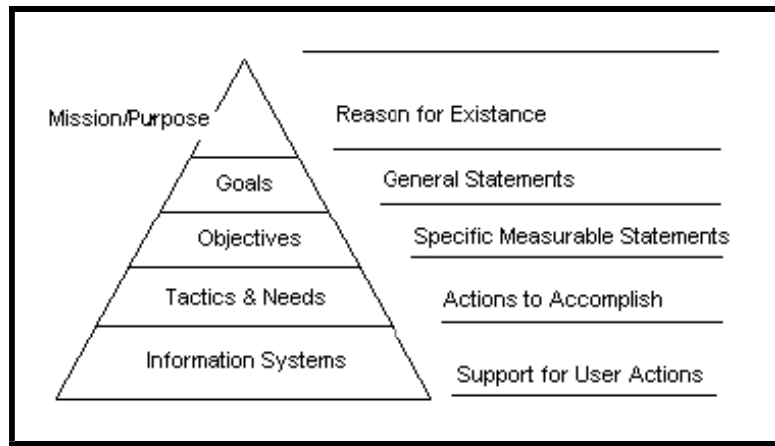 Mission/Purpose
Reason for Existance
Goals
General Statements
Objectives
Specific Measurable Statements
Tactics & Needs
Actions to Accomplish
Information Systems
Support for User Actions